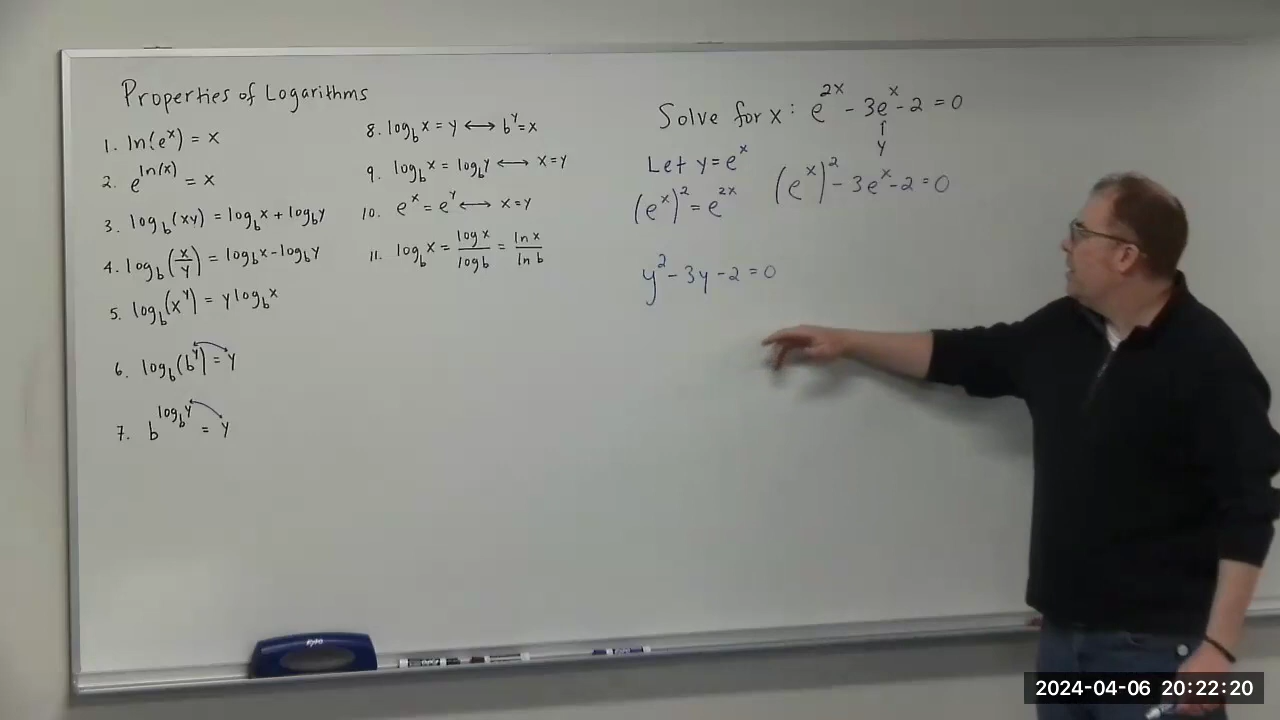 Properties of Logarithms
1. ln(e^x) = x
2. e^ln(x) = x
3. log_b(xy) = log_b x + log_b y
4. log_b(x/y) = log_b x - log_b y
5. log_b(x^y) = y log_b x
6. log_b(b^y) = y
7. b^log_b y = y
8. log_b x = y ⟷ b^y = x
9. log_b x = log_b y ⟷ x = y
10. e^x = e^y ⟷ x = y
11. log_b x = log x / log b = ln x / ln b
Solve for x: e^2x - 3e^x - 2 = 0
↑
y
Let y = e^x
(e^x)^2 = e^2x
(e^x)^2 - 3e^x - 2 = 0
y^2 - 3y - 2 = 0
EXPO
2024-04-06 20:22:20